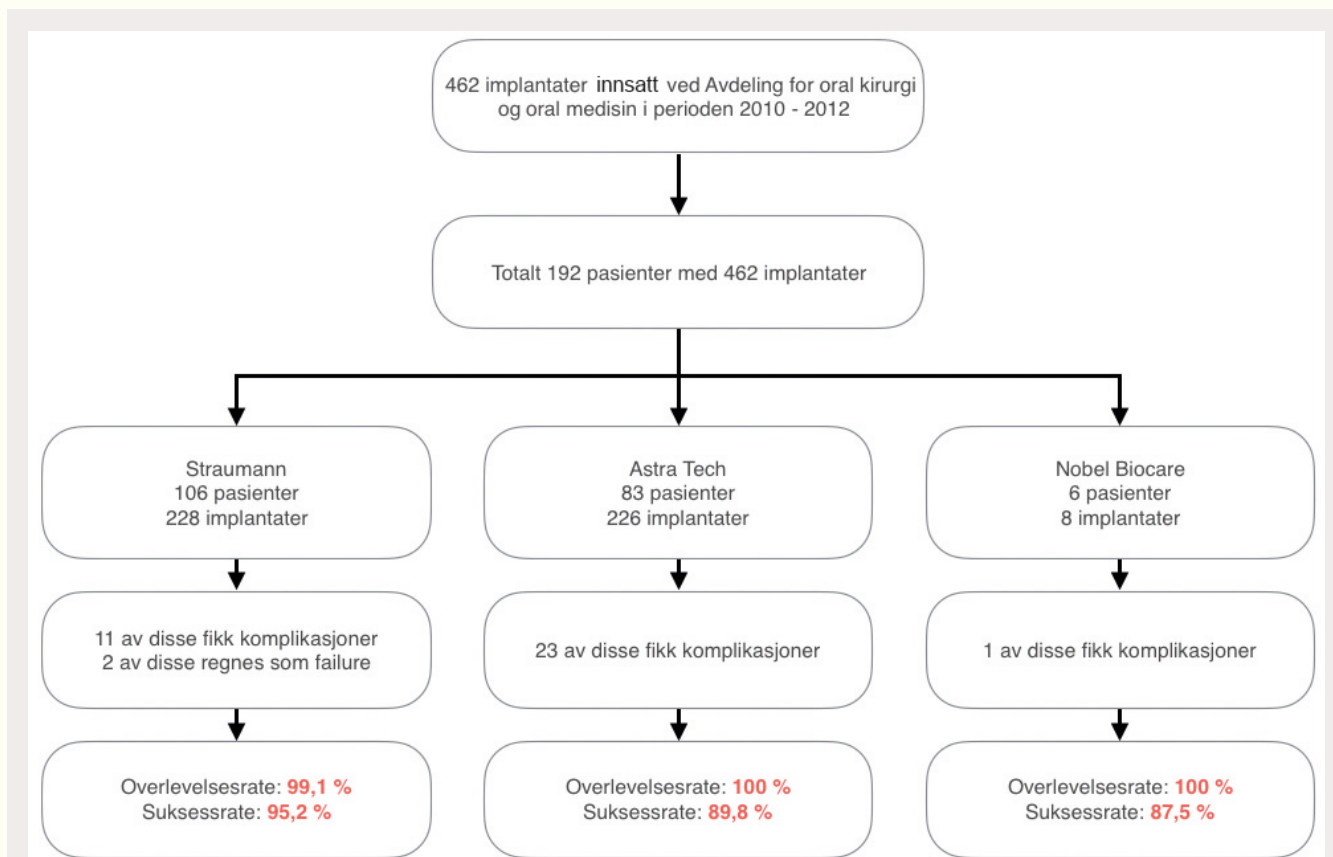 462 implantater innsatt ved Avdeling for oral kirurgi
og oral medisin i perioden 2010 - 2012
Totalt 192 pasienter med 462 implantater
Straumann
106 pasienter
228 implantater
Astra Tech
83 pasienter
226 implantater
Nobel Biocare
6 pasienter
8 implantater
11 av disse fikk komplikasjoner
2 av disse regnes som failure
23 av disse fikk komplikasjoner
1 av disse fikk komplikasjoner
Overlevelsesrate: 99,1 %
Suksessrate: 95,2 %
Overlevelsesrate: 100 %
Suksessrate: 89,8 %
Overlevelsesrate: 100 %
Suksessrate: 87,5 %